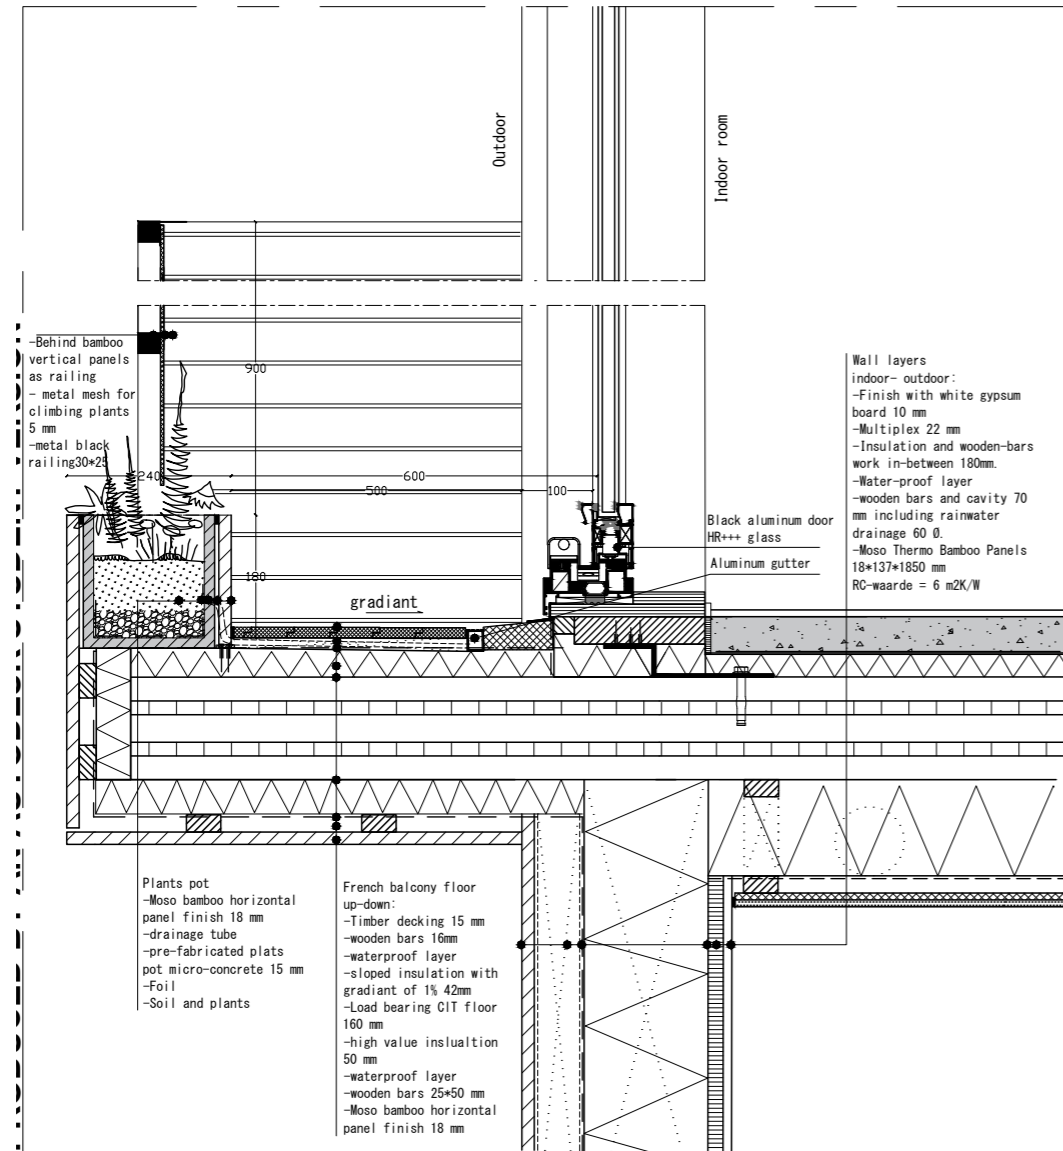 Outdoor
Indoor room
-Behind bamboo
vertical panels
as railing
- metal mesh for
climbing plants
5 mm
-metal black
railing30*25
900
240
600
500
100
180
gradiant
Black aluminum door
HR+++ glass
Aluminum gutter
Wall layers
indoor- outdoor:
-Finish with white gypsum
board 10 mm
-Multiplex 22 mm
-Insulation and wooden-bars
work in-between 180mm.
-Water-proof layer
-wooden bars and cavity 70
mm including rainwater
drainage 60 Ø.
-Moso Thermo Bamboo Panels
18*137*1850 mm
RC-waarde = 6 m2K/W
Plants pot
-Moso bamboo horizontal
panel finish 18 mm
-drainage tube
-pre-fabricated plats
pot micro-concrete 15 mm
-Foil
-Soil and plants
French balcony floor
up-down:
-Timber decking 15 mm
-wooden bars 16mm
-waterproof layer
-sloped insulation with
gradiant of 1% 42mm
-Load bearing ClT floor
160 mm
-high value inslualtion
50 mm
-waterproof layer
-wooden bars 25*50 mm
-Moso bamboo horizontal
panel finish 18 mm